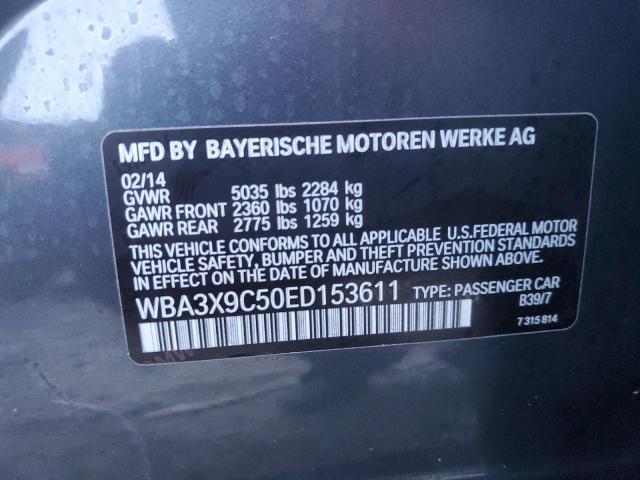 MFD BY BAYERISCHE MOTOREN WERKE AG
02/14
GVWR 5035 lbs 2284 kg
GAWR FRONT 2360 lbs 1070 kg
GAWR REAR 2775 lbs 1259 kg
THIS VEHICLE CONFORMS TO ALL APPLICABLE U.S.FEDERAL MOTOR
VEHICLE SAFETY, BUMPER AND THEFT PREVENTION STANDARDS
IN EFFECT ON THE DATE OF MANUFACTURE SHOWN ABOVE.
WBA3X9C50ED153611 TYPE: PASSENGER CAR
B39/7
7 315 814